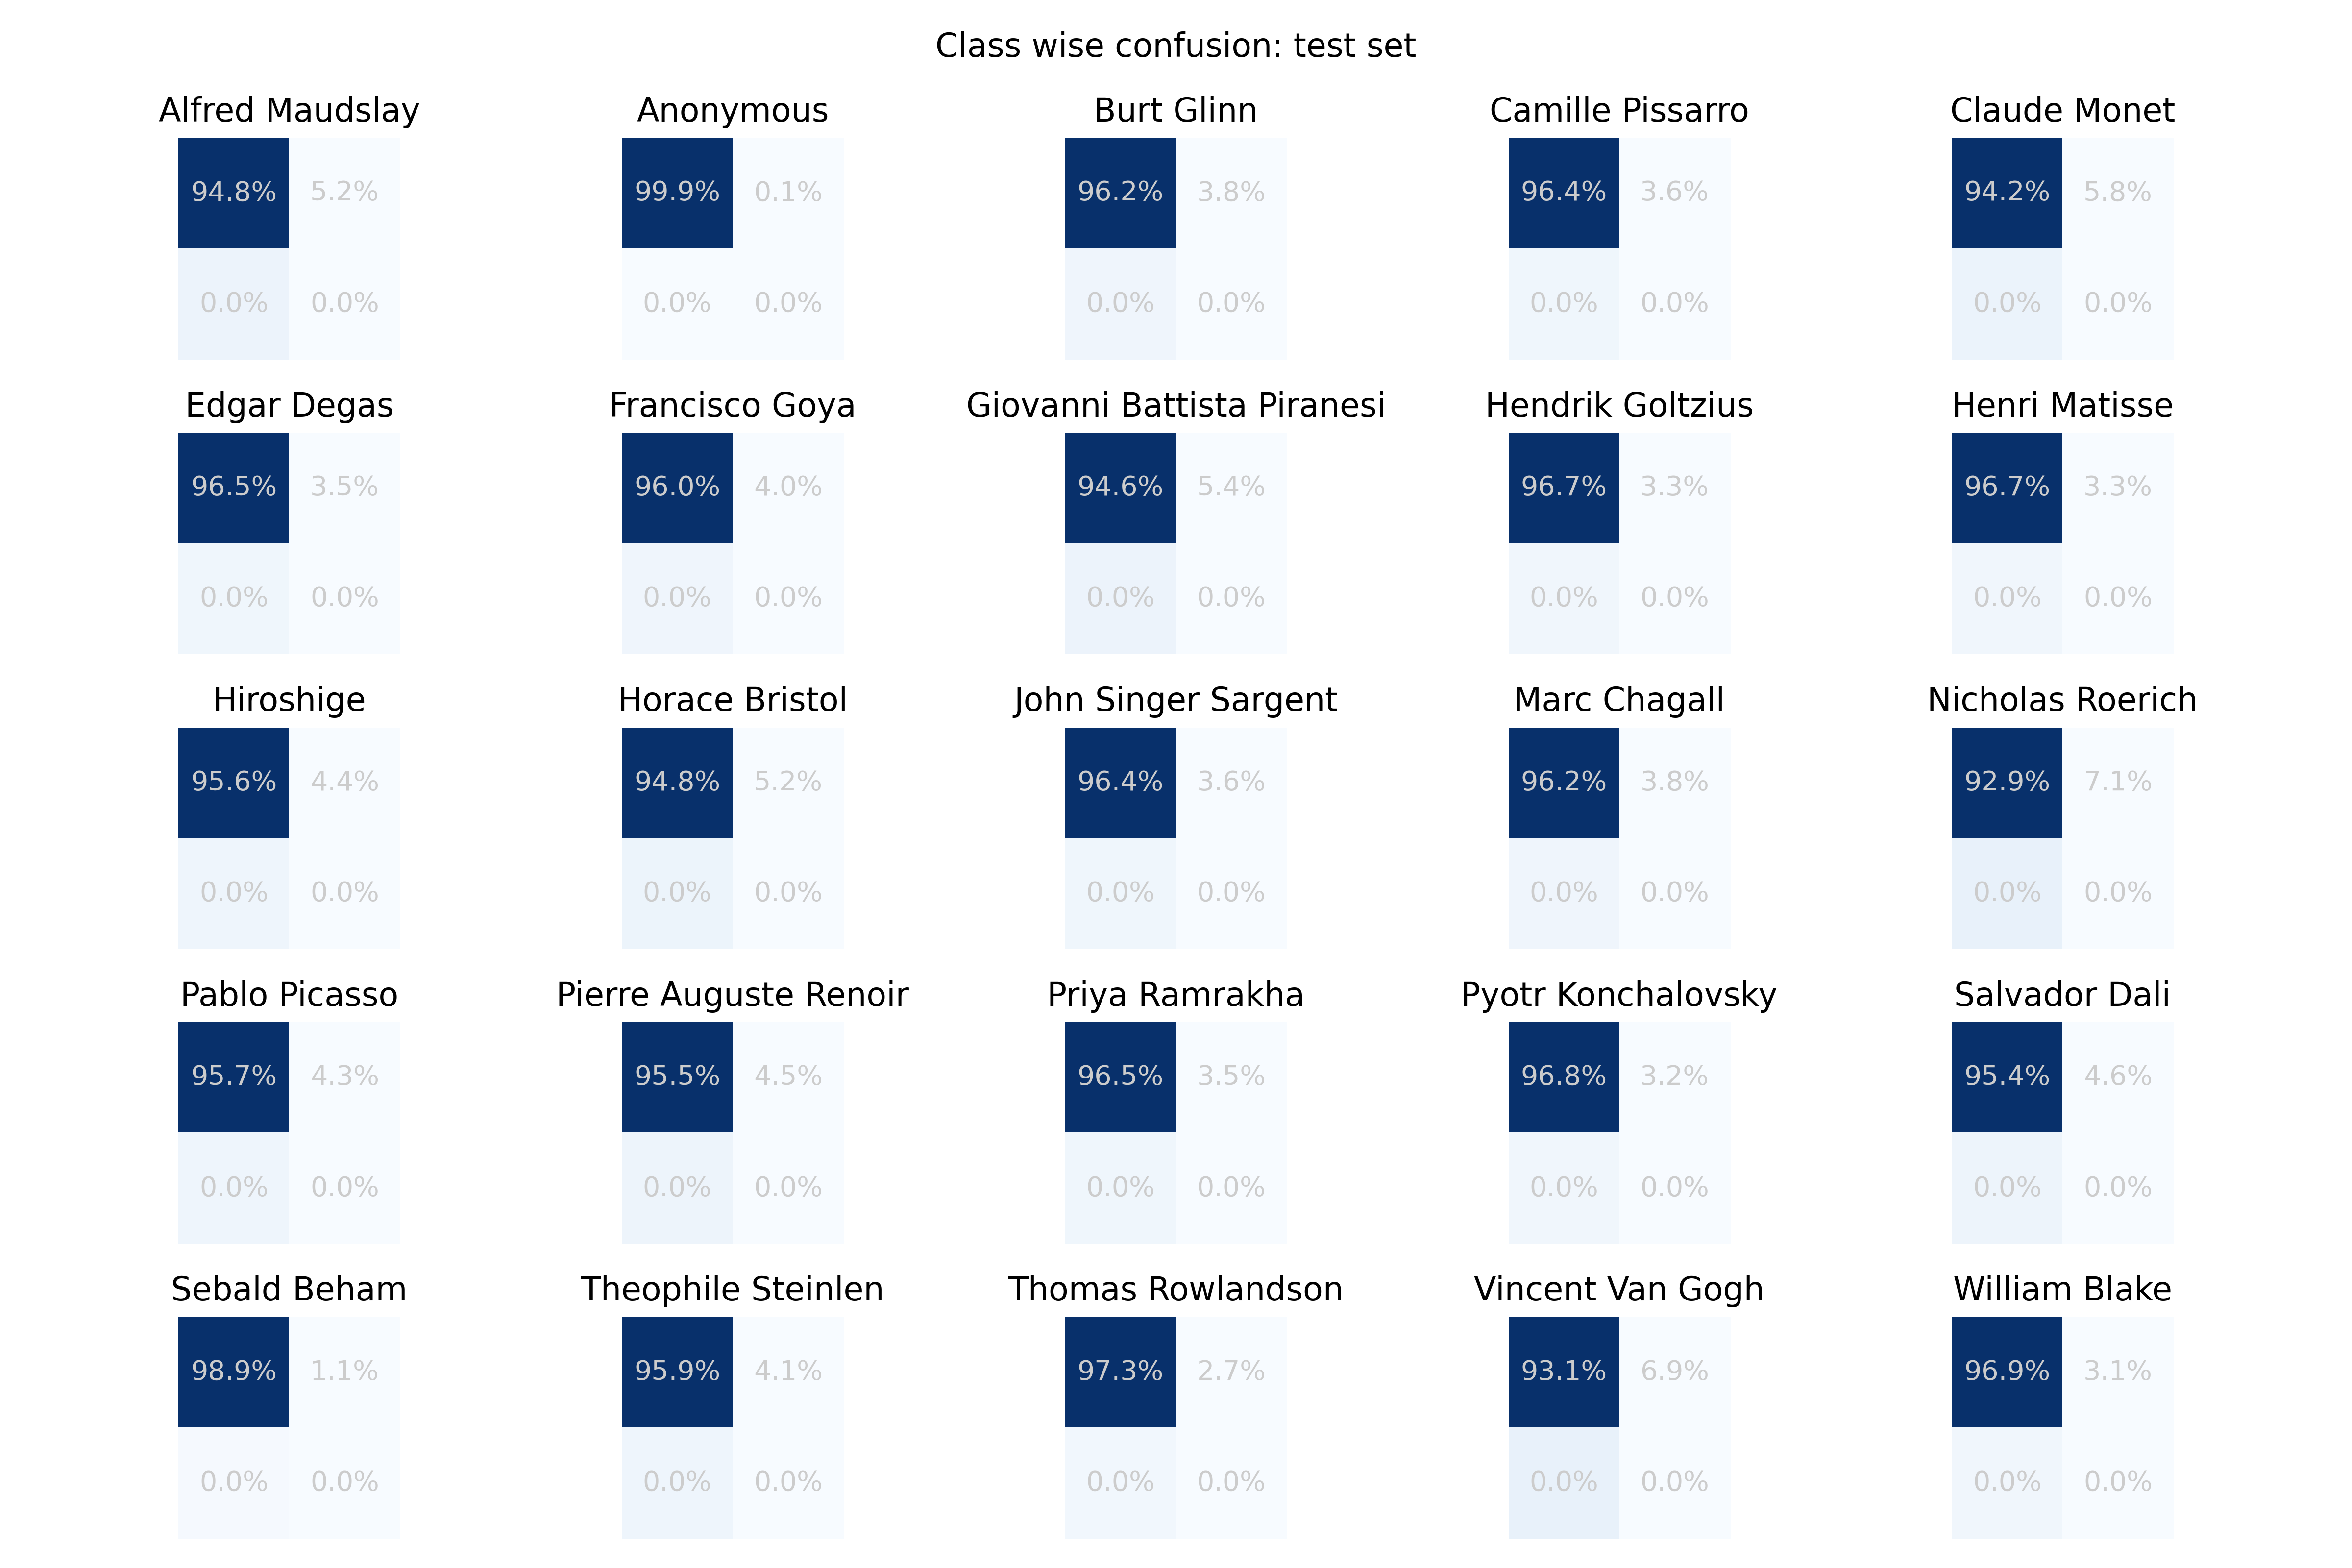 Class wise confusion: test set
Alfred Maudslay Anonymous Burt Glinn Camille Pissarro Claude Monet
94.8% 5.2% 99.9% 0.1% 96.2% 3.8% 96.4% 3.6% 94.2% 5.8%
0.0% 0.0% 0.0% 0.0% 0.0% 0.0% 0.0% 0.0% 0.0% 0.0%
Edgar Degas Francisco Goya Giovanni Battista Piranesi Hendrik Goltzius Henri Matisse
96.5% 3.5% 96.0% 4.0% 94.6% 5.4% 96.7% 3.3% 96.7% 3.3%
0.0% 0.0% 0.0% 0.0% 0.0% 0.0% 0.0% 0.0% 0.0% 0.0%
Hiroshige Horace Bristol John Singer Sargent Marc Chagall Nicholas Roerich
95.6% 4.4% 94.8% 5.2% 96.4% 3.6% 96.2% 3.8% 92.9% 7.1%
0.0% 0.0% 0.0% 0.0% 0.0% 0.0% 0.0% 0.0% 0.0% 0.0%
Pablo Picasso Pierre Auguste Renoir Priya Ramrakha Pyotr Konchalovsky Salvador Dali
95.7% 4.3% 95.5% 4.5% 96.5% 3.5% 96.8% 3.2% 95.4% 4.6%
0.0% 0.0% 0.0% 0.0% 0.0% 0.0% 0.0% 0.0% 0.0% 0.0%
Sebald Beham Theophile Steinlen Thomas Rowlandson Vincent Van Gogh William Blake
98.9% 1.1% 95.9% 4.1% 97.3% 2.7% 93.1% 6.9% 96.9% 3.1%
0.0% 0.0% 0.0% 0.0% 0.0% 0.0% 0.0% 0.0% 0.0% 0.0%